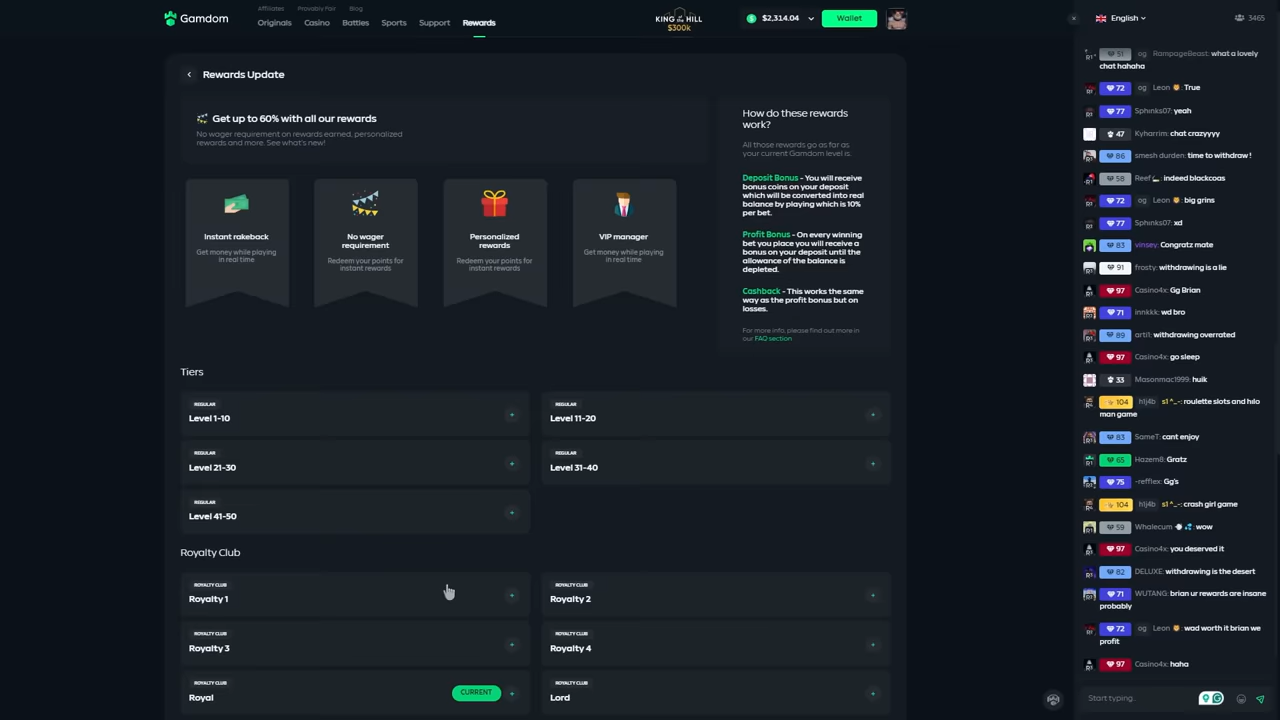 Affiliates Provably Fair Blog
Gamdom
Originals Casino Battles Sports Support Rewards
KING OF THE HILL
$300k
$2,314.04
Wallet
English
3465
Rewards Update
Get up to 60% with all our rewards
No wager requirement on rewards earned, personalized
rewards and more. See what's new!
Instant rakeback
Get money while playing
in real time
No wager
requirement
Redeem your points for
instant rewards
Personalized
rewards
Redeem your points for
instant rewards
VIP manager
Get money while playing
in real time
How do these rewards
work?
All those rewards go as far as
your current Gamdom level is.
Deposit Bonus - You will receive
bonus coins on your deposit
which will be converted into real
balance by playing which is 10%
per bet.
Profit Bonus - On every winning
bet you place you will receive a
bonus on your deposit until the
allowance of the balance is
depleted.
Cashback - This works the same
way as the profit bonus but on
losses.
For more info, please find out more in
our FAQ section
Tiers
REGULAR
Level 1-10
REGULAR
Level 11-20
REGULAR
Level 21-30
REGULAR
Level 31-40
REGULAR
Level 41-50
Royalty Club
ROYALTY CLUB
Royalty 1
ROYALTY CLUB
Royalty 2
ROYALTY CLUB
Royalty 3
ROYALTY CLUB
Royalty 4
ROYALTY CLUB
Royal
CURRENT
ROYALTY CLUB
Lord
51 og RampageBeast: what a lovely
chat hahaha
72 og Leon 🦁 True
77 Sphinks07: yeah
47 Kyharrim: chat crazyyyy
86 smesh durden: time to withdraw !
58 Reef: indeed blackcoas
72 og Leon 🦁 big grins
77 Sphinks07: xd
83 vinsey: Congratz mate
91 frosty: withdrawing is a lie
97 Casino4x: Gg Brian
71 innkkk: wd bro
89 arti1: withdrawing overrated
97 Casino4x: go sleep
33 Masonmac1999: hulk
104 h1j4b s1 ^_-: roulette slots and hilo
man game
83 SameT: cant enjoy
65 Hazem8: Gratz
75 -refflex: Gg's
104 h1j4b s1 ^_-: crash girl game
59 Whalecum 💨 💦: wow
97 Casino4x: you deserved it
82 DELUXE: withdrawing is the desert
71 WUTANG: brian ur rewards are insane
probably
72 og Leon 🦁 wad worth it brian we
profit
97 Casino4x: haha
Start typing...